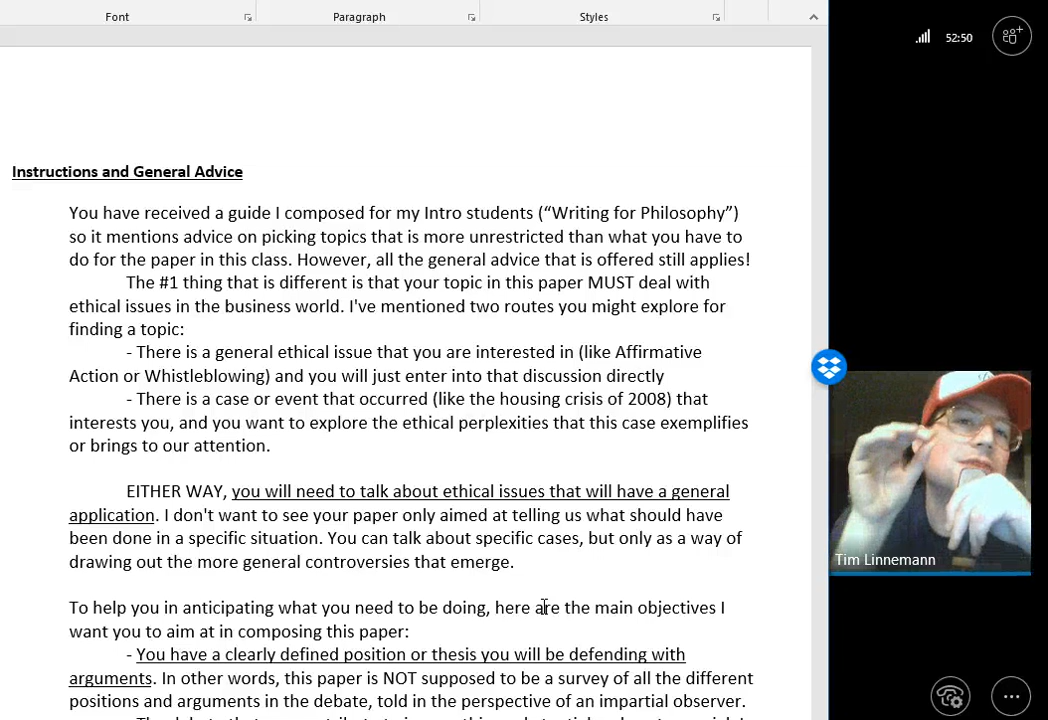 Font
Paragraph
Styles
52:50
Instructions and General Advice
You have received a guide I composed for my Intro students (“Writing for Philosophy”)
so it mentions advice on picking topics that is more unrestricted than what you have to
do for the paper in this class. However, all the general advice that is offered still applies!
The #1 thing that is different is that your topic in this paper MUST deal with
ethical issues in the business world. I've mentioned two routes you might explore for
finding a topic:
- There is a general ethical issue that you are interested in (like Affirmative
Action or Whistleblowing) and you will just enter into that discussion directly
- There is a case or event that occurred (like the housing crisis of 2008) that
interests you, and you want to explore the ethical perplexities that this case exemplifies
or brings to our attention.
EITHER WAY, you will need to talk about ethical issues that will have a general
application. I don't want to see your paper only aimed at telling us what should have
been done in a specific situation. You can talk about specific cases, but only as a way of
drawing out the more general controversies that emerge.
To help you in anticipating what you need to be doing, here are the main objectives I
want you to aim at in composing this paper:
- You have a clearly defined position or thesis you will be defending with
arguments. In other words, this paper is NOT supposed to be a survey of all the different
positions and arguments in the debate, told in the perspective of an impartial observer.
Tim Linnemann